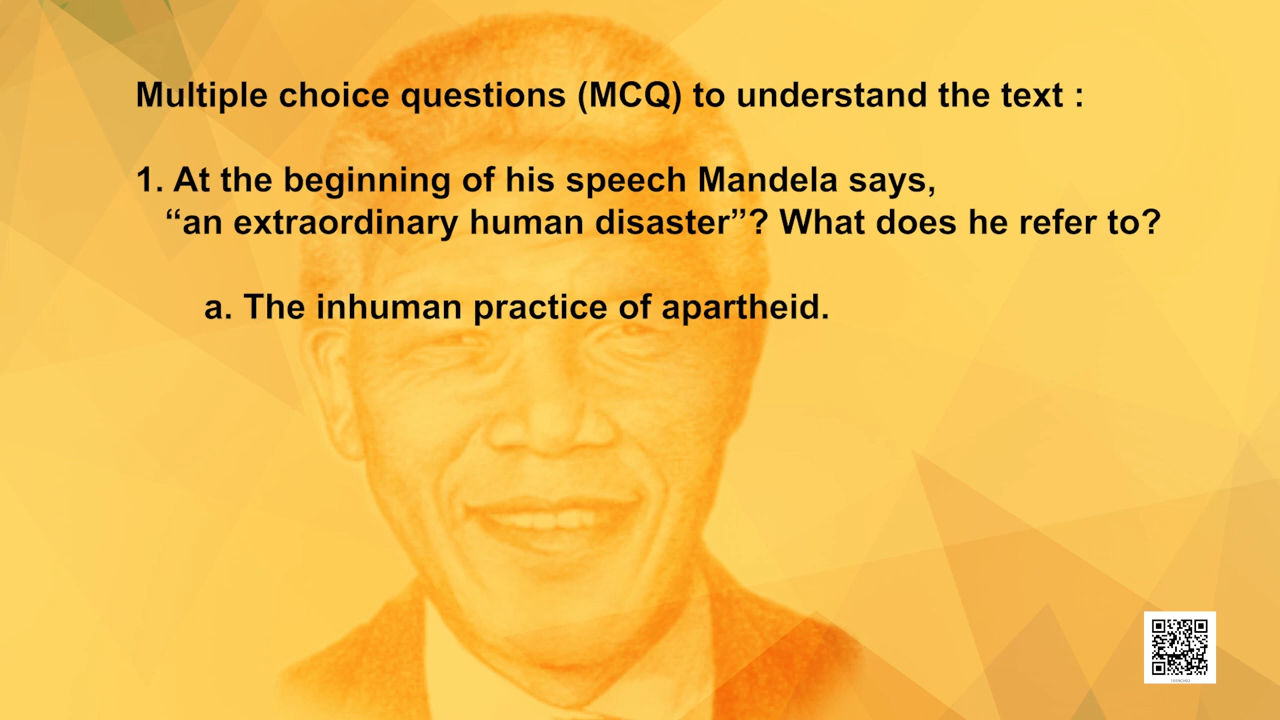 Multiple choice questions (MCQ) to understand the text :
1. At the beginning of his speech Mandela says,
“an extraordinary human disaster”? What does he refer to?
a. The inhuman practice of apartheid.